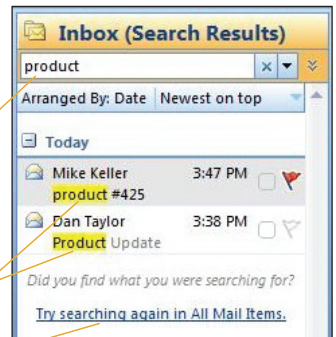 Inbox (Search Results)
product
Arranged By: Date Newest on top
Today
Mike Keller 3:47 PM
product #425
Dan Taylor 3:38 PM
Product Update
Did you find what you were searching for?
Try searching again in All Mail Items.